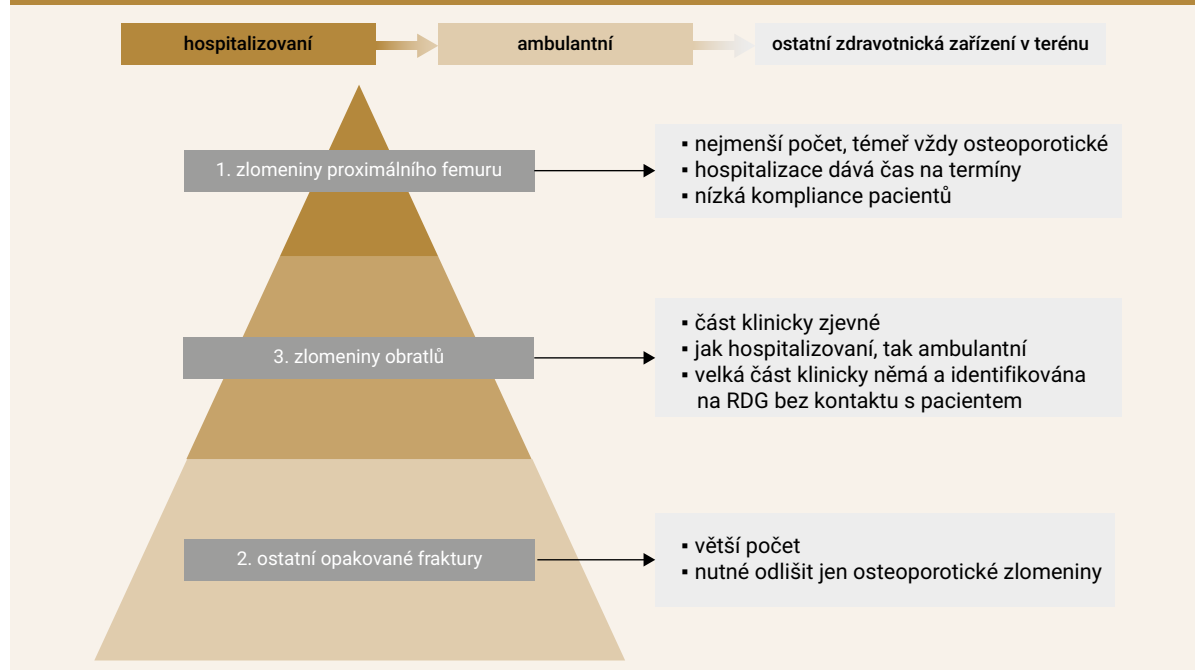 hospitalizovaní
ambulantní
ostatní zdravotnická zařízení v terénu
1. zlomeniny proximálního femuru
▪ nejmenší počet, téměř vždy osteoporotické
▪ hospitalizace dává čas na termíny
▪ nízká kompliance pacientů
3. zlomeniny obratlů
▪ část klinicky zjevné
▪ jak hospitalizovaní, tak ambulantní
▪ velká část klinicky němá a identifikována
na RDG bez kontaktu s pacientem
2. ostatní opakované fraktury
▪ větší počet
▪ nutné odlišit jen osteoporotické zlomeniny